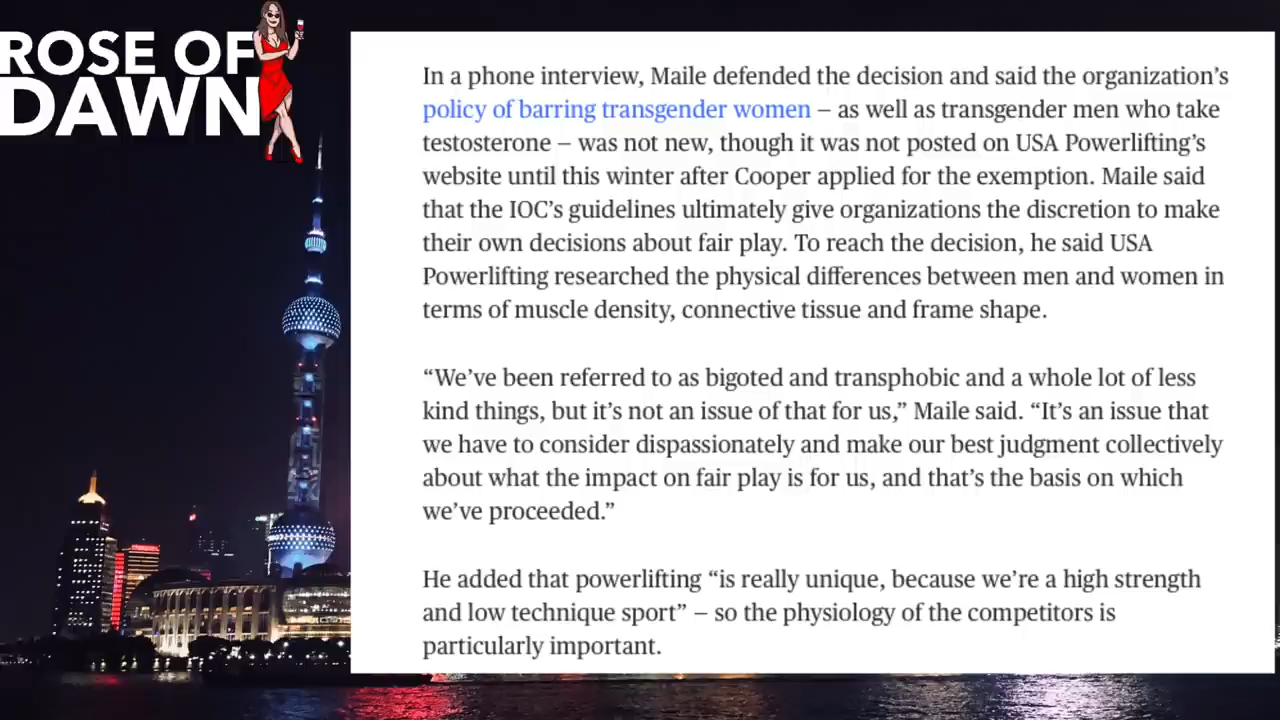 ROSE OF
DAWN
In a phone interview, Maile defended the decision and said the organization’s
policy of barring transgender women — as well as transgender men who take
testosterone — was not new, though it was not posted on USA Powerlifting’s
website until this winter after Cooper applied for the exemption. Maile said
that the IOC’s guidelines ultimately give organizations the discretion to make
their own decisions about fair play. To reach the decision, he said USA
Powerlifting researched the physical differences between men and women in
terms of muscle density, connective tissue and frame shape.
“We’ve been referred to as bigoted and transphobic and a whole lot of less
kind things, but it’s not an issue of that for us,” Maile said. “It’s an issue that
we have to consider dispassionately and make our best judgment collectively
about what the impact on fair play is for us, and that’s the basis on which
we’ve proceeded.”
He added that powerlifting “is really unique, because we’re a high strength
and low technique sport” — so the physiology of the competitors is
particularly important.